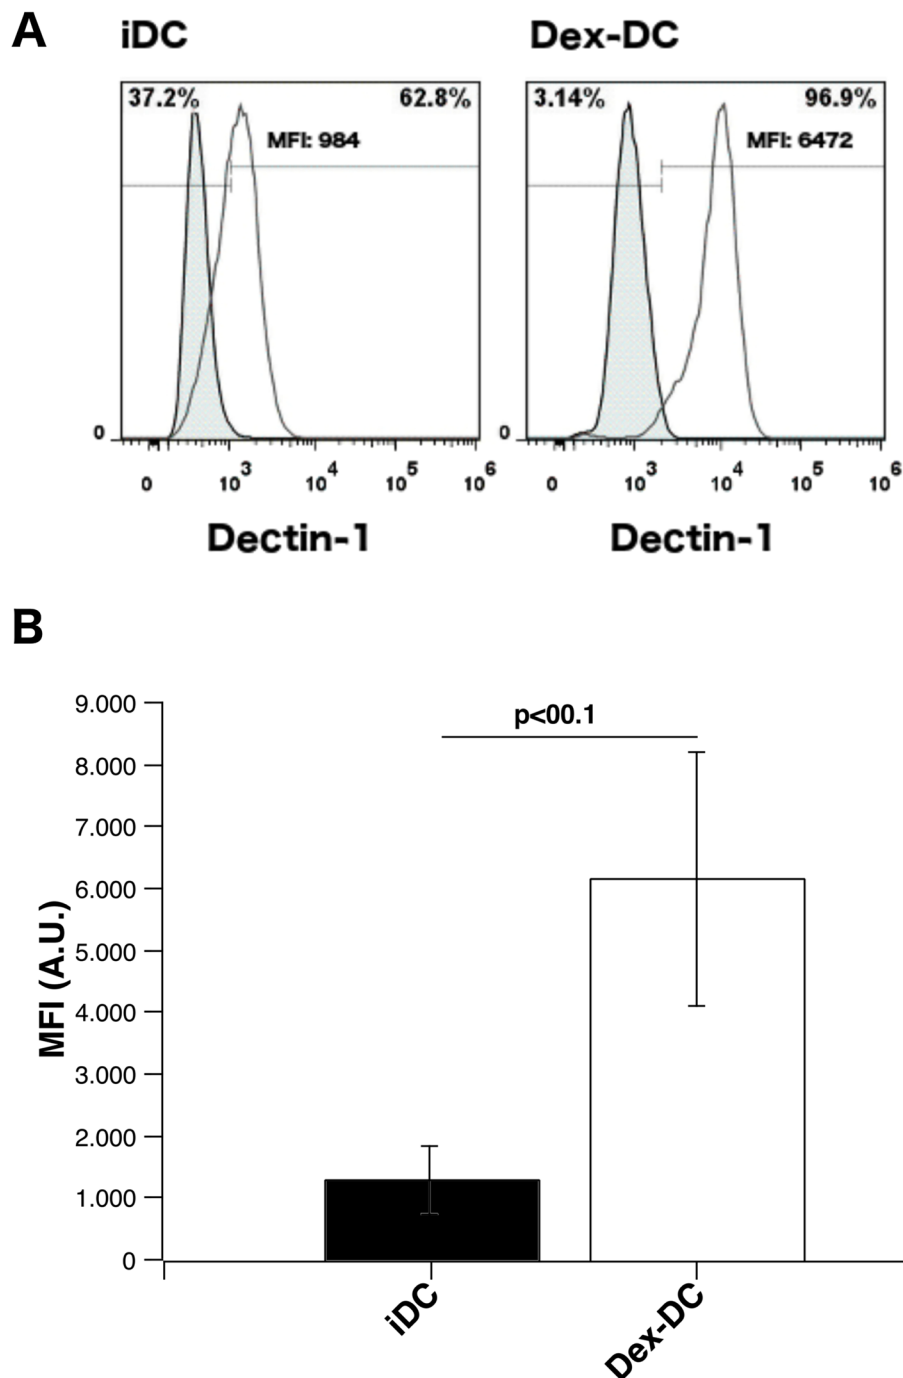 A
iDC
Dex-DC
37.2%
62.8%
MFI: 984
3.14%
96.9%
MFI: 6472
0
0 10^3 10^4 10^5 10^6
Dectin-1
0
0 10^3 10^4 10^5 10^6
Dectin-1
B
p<00.1
MFI (A.U.)
9.000
8.000
7.000
6.000
5.000
4.000
3.000
2.000
1.000
0
iDC
Dex-DC